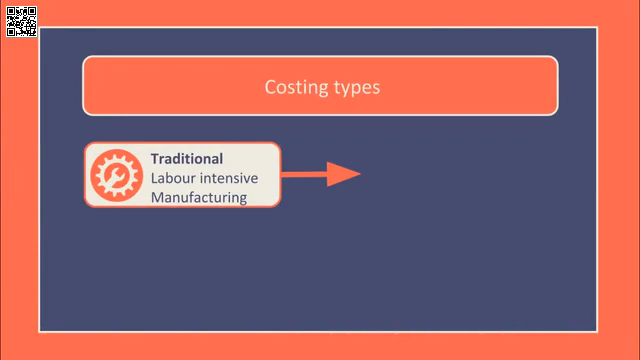 Costing types
Traditional
Labour intensive
Manufacturing